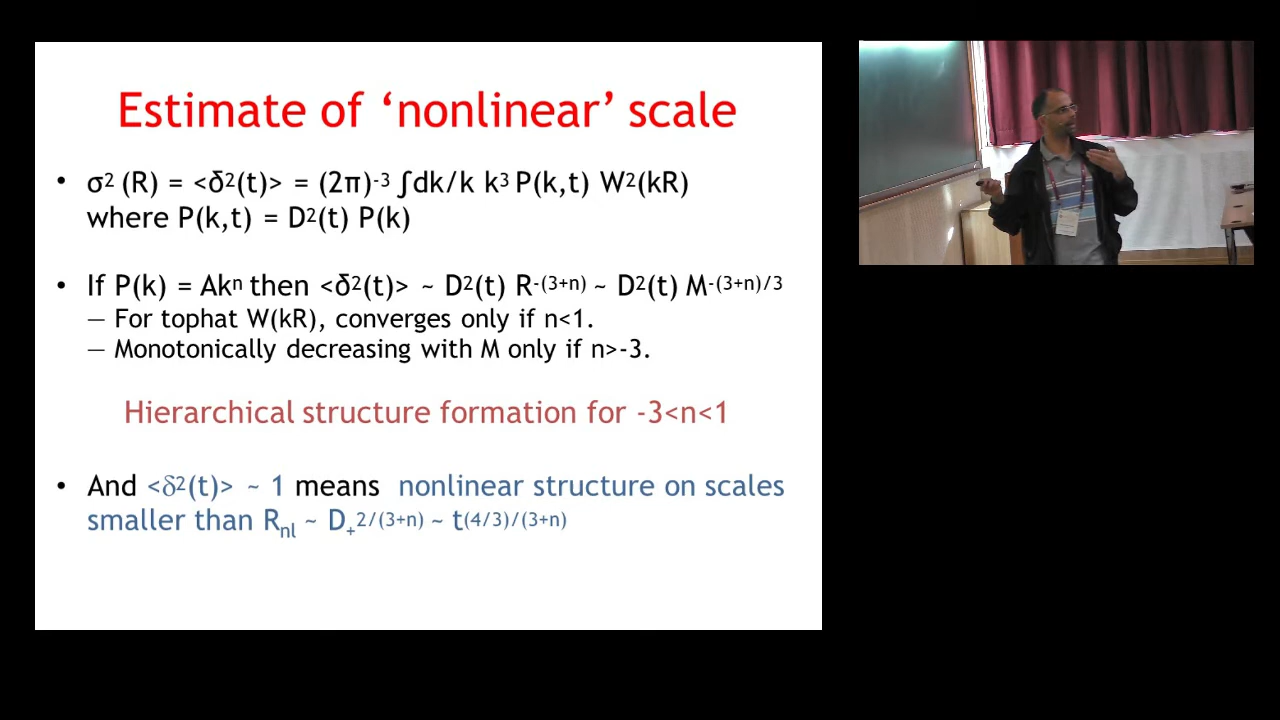 Estimate of ‘nonlinear’ scale
• σ² (R) = <δ²(t)> = (2π)⁻³ ∫dk/k k³ P(k,t) W²(kR)
where P(k,t) = D²(t) P(k)
• If P(k) = Akⁿ then <δ²(t)> ~ D²(t) R⁻⁽³⁺ⁿ⁾ ~ D²(t) M⁻⁽³⁺ⁿ⁾/³
— For tophat W(kR), converges only if n<1.
— Monotonically decreasing with M only if n>-3.
Hierarchical structure formation for -3<n<1
• And <δ²(t)> ~ 1 means nonlinear structure on scales
smaller than Rₙₗ ~ D₊²/⁽³⁺ⁿ⁾ ~ t⁽⁴/³⁾/⁽³⁺ⁿ⁾